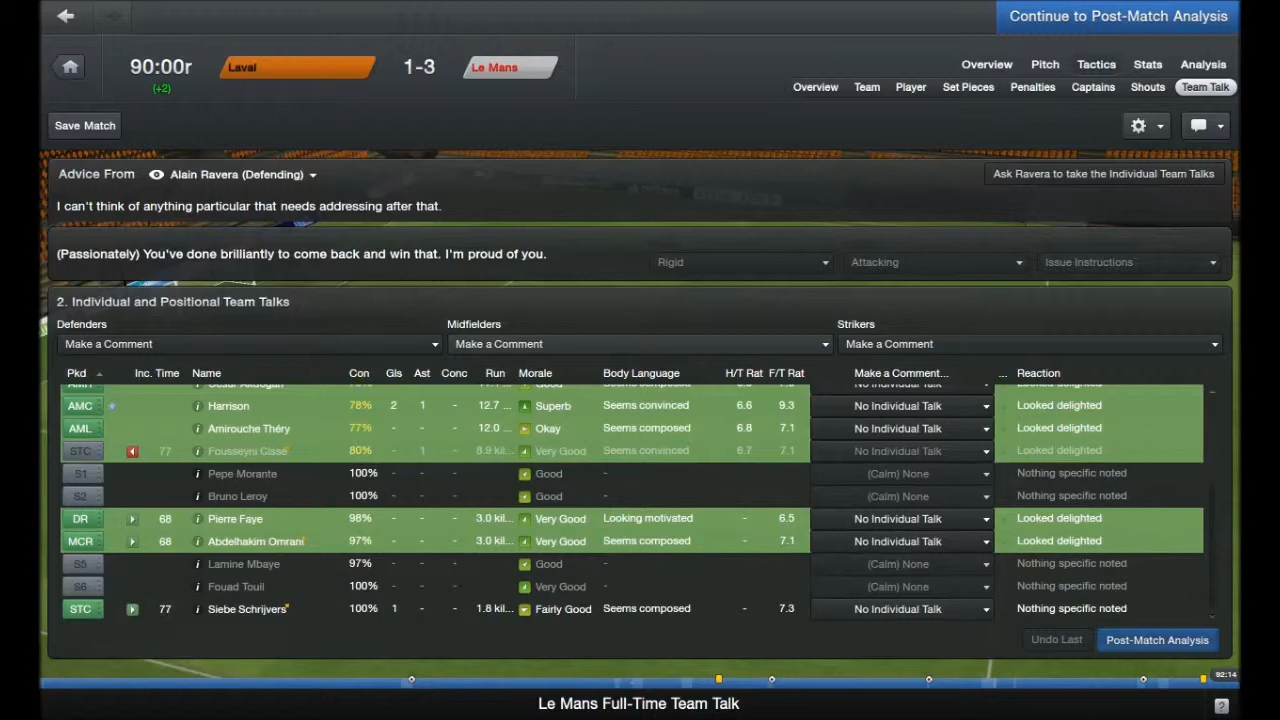 Continue to Post-Match Analysis
90:00r Laval 1-3 Le Mans
(+2)
Overview Pitch Tactics Stats Analysis
Overview Team Player Set Pieces Penalties Captains Shouts Team Talk
Save Match
Advice From Alain Ravera (Defending) Ask Ravera to take the Individual Team Talks
I can't think of anything particular that needs addressing after that.
(Passionately) You've done brilliantly to come back and win that. I'm proud of you. Rigid Attacking Issue Instructions
2. Individual and Positional Team Talks
Defenders Midfielders Strikers
Make a Comment Make a Comment Make a Comment
Pkd Inc. Time Name Con Gls Ast Conc Run Morale Body Language H/T Rat F/T Rat Make a Comment... ... Reaction
AMC i Harrison 78% 2 1 - 12.7 ... Superb Seems convinced 6.6 9.3 No Individual Talk Looked delighted
AML i Amirouche Théry 77% - - - 12.0 ... Okay Seems composed 6.8 7.1 No Individual Talk Looked delighted
STC 77 i Fousseyni Cissé 80% - 1 - 8.9 kil... Very Good Seems convinced 6.7 7.1 No Individual Talk Looked delighted
S1 i Pepe Morante 100% - - - Good - (Calm) None Nothing specific noted
S2 i Bruno Leroy 100% - - - Good - (Calm) None Nothing specific noted
DR 68 i Pierre Faye 98% - - - 3.0 kil... Very Good Looking motivated - 6.5 No Individual Talk Looked delighted
MCR 68 i Abdelhakim Omrani 97% - - - 3.0 kil... Very Good Seems composed - 7.1 No Individual Talk Looked delighted
S5 i Lamine Mbaye 97% - - - Good - (Calm) None Nothing specific noted
S6 i Fouad Touil 100% - - - Very Good - (Calm) None Nothing specific noted
STC 77 i Siebe Schrijvers 100% 1 - - 1.8 kil... Fairly Good Seems composed - 7.3 No Individual Talk Nothing specific noted
Undo Last Post-Match Analysis
92:14
Le Mans Full-Time Team Talk ?